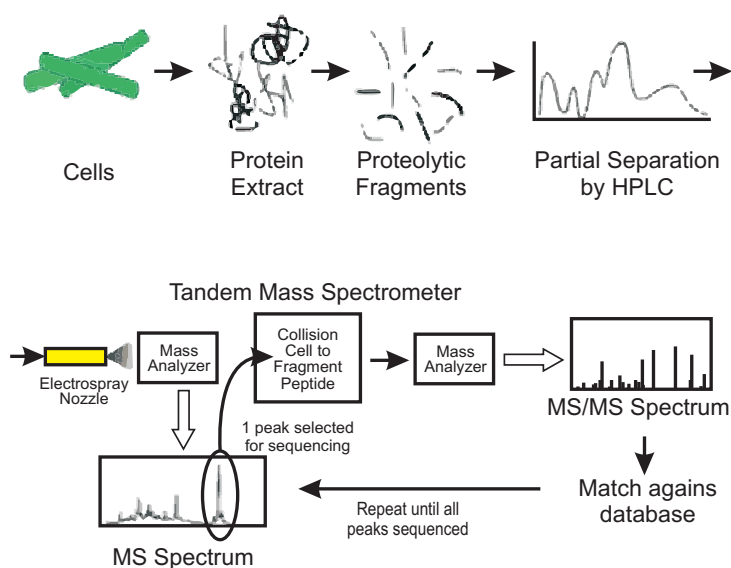 Cells
Protein
Extract
Proteolytic
Fragments
Partial Separation
by HPLC
Tandem Mass Spectrometer
Electrospray
Nozzle
Mass
Analyzer
Collision
Cell to
Fragment
Peptide
Mass
Analyzer
MS/MS Spectrum
1 peak selected
for sequencing
MS Spectrum
Repeat until all
peaks sequenced
Match agains
database